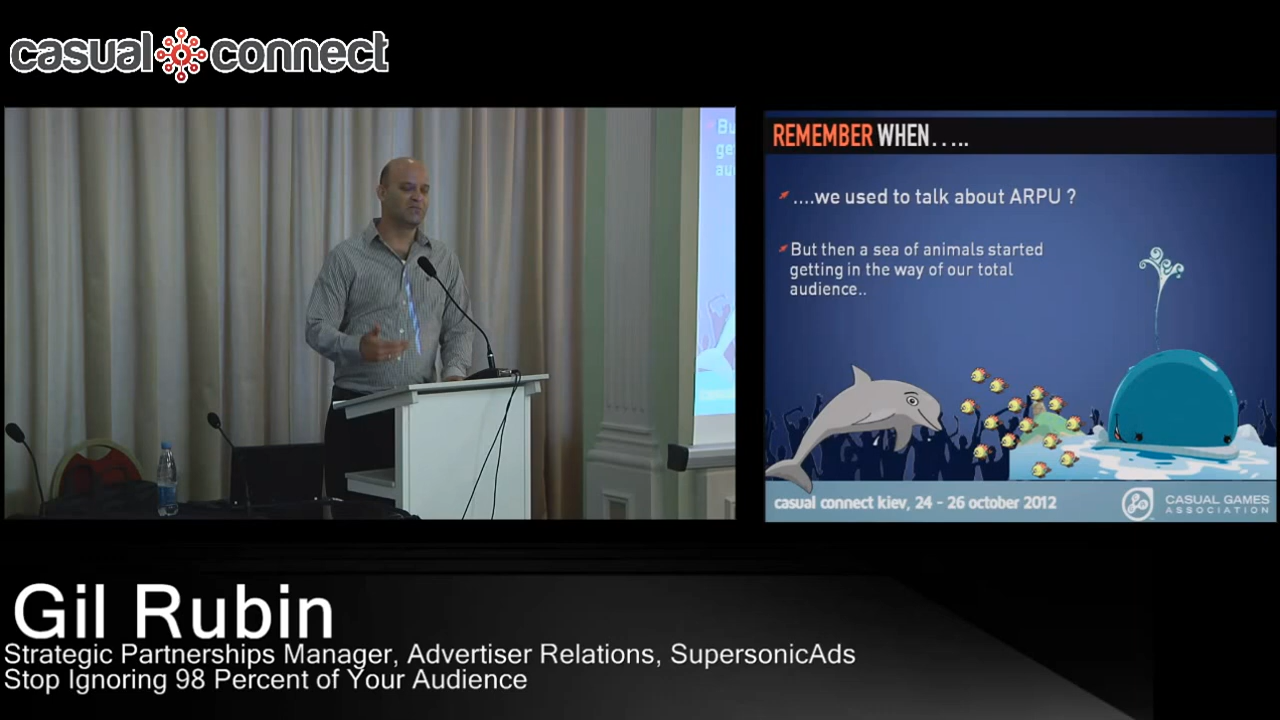 casual connect
REMEMBER WHEN.....
....we used to talk about ARPU ?
But then a sea of animals started
getting in the way of our total
audience..
casual connect kiev, 24 - 26 october 2012
CASUAL GAMES
ASSOCIATION
Gil Rubin
Strategic Partnerships Manager, Advertiser Relations, SupersonicAds
Stop Ignoring 98 Percent of Your Audience